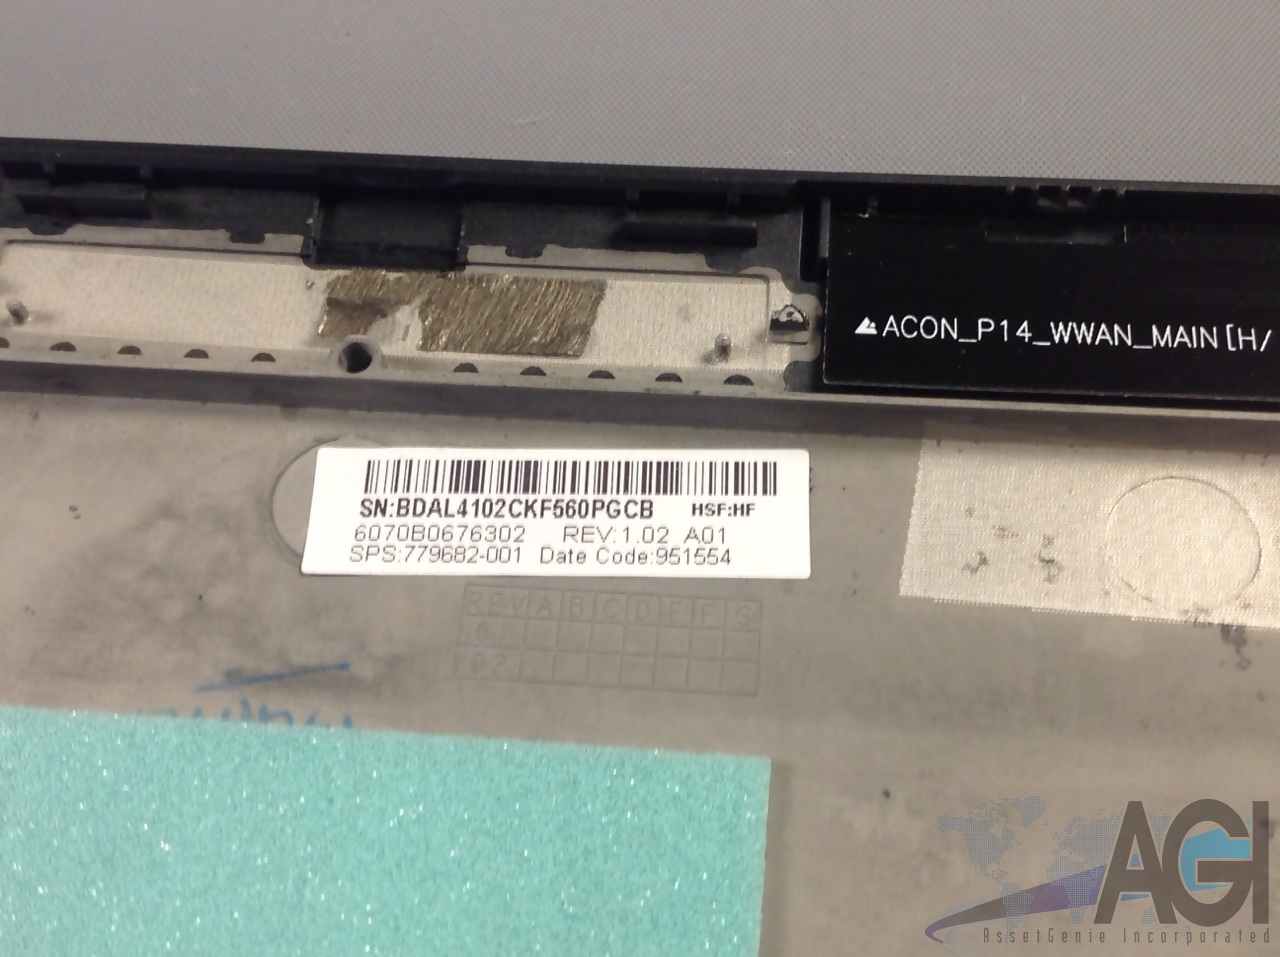 ACON_P14_WWAN_MAIN[H/
SN:BDAL4102CKF560PGCB HSF:HF
6070B0676302 REV:1.02 A01
SPS:779682-001 Date Code:951554
REV A B C D E F G
0
02
AGI
AssetGenie Incorporated